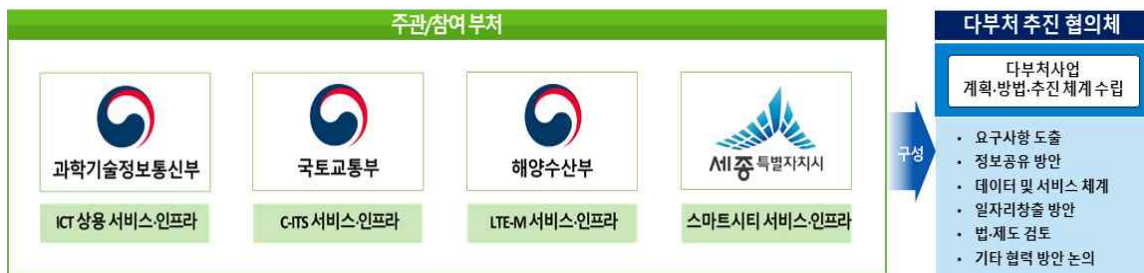 주관/참여 부처
과학기술정보통신부
국토교통부
해양수산부
세종특별자치시
ICT 상용 서비스·인프라
C-ITS 서비스·인프라
LTE-M 서비스·인프라
스마트시티 서비스·인프라
구성
다부처 추진 협의체
다부처사업
계획·방법·추진 체계 수립
• 요구사항 도출
• 정보공유 방안
• 데이터 및 서비스 체계
• 일자리창출 방안
• 법·제도 검토
• 기타 협력 방안 논의